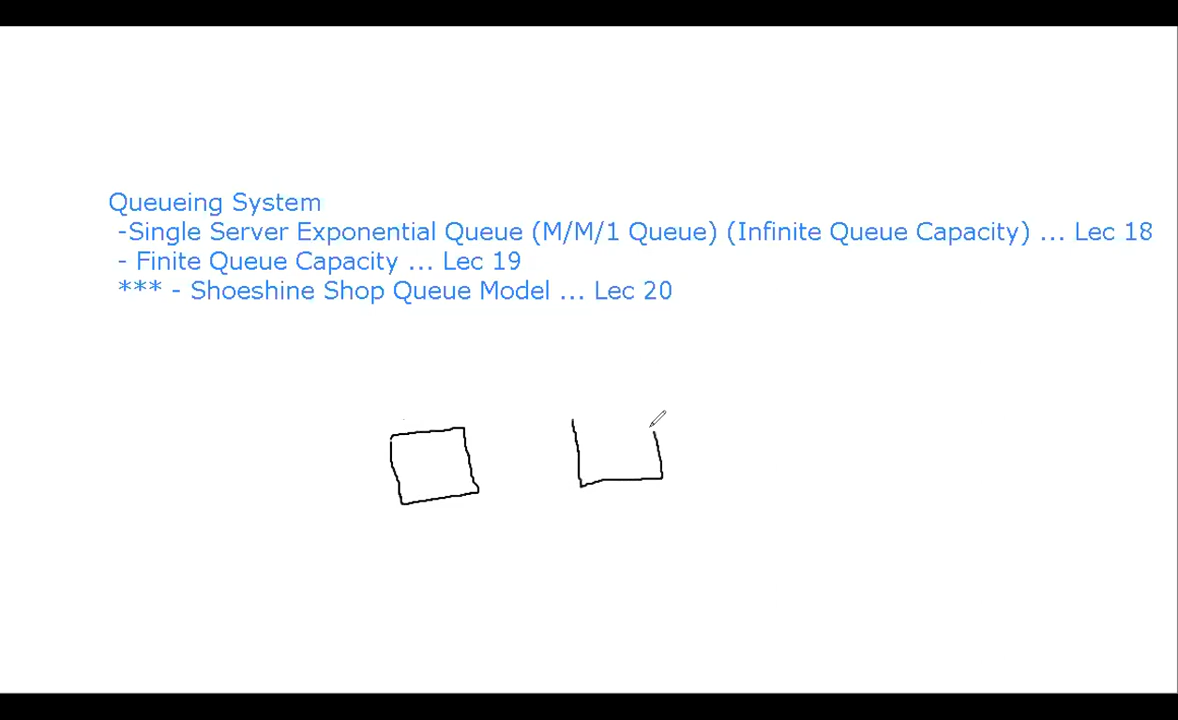 Queueing System
-Single Server Exponential Queue (M/M/1 Queue) (Infinite Queue Capacity) ... Lec 18
- Finite Queue Capacity ... Lec 19
*** - Shoeshine Shop Queue Model ... Lec 20